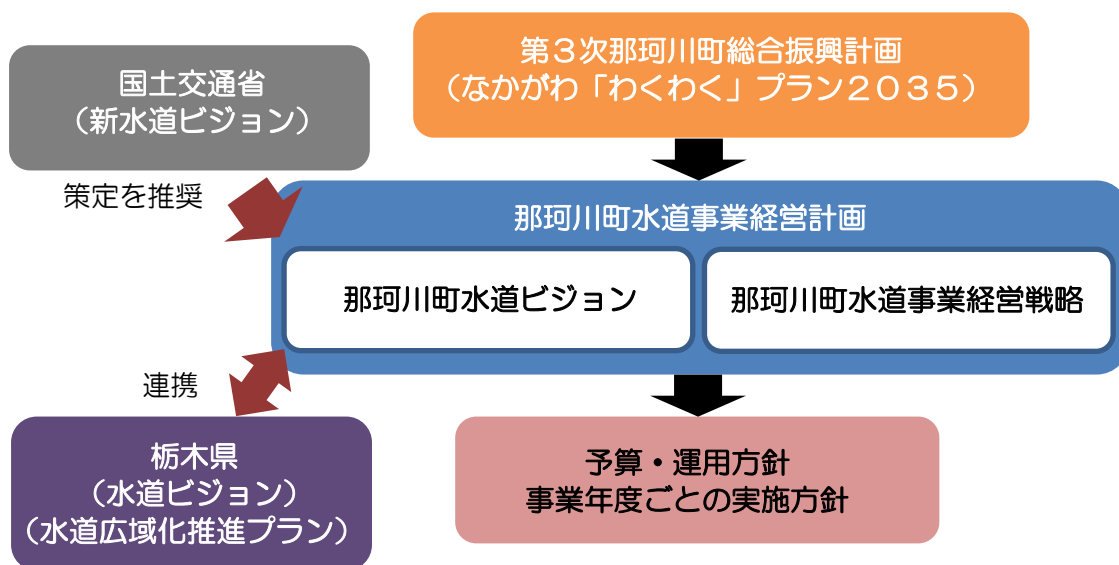 第３次那珂川町総合振興計画
（なかがわ「わくわく」プラン２０３５）
国土交通省
（新水道ビジョン）
策定を推奨
那珂川町水道事業経営計画
那珂川町水道ビジョン
那珂川町水道事業経営戦略
連携
栃木県
（水道ビジョン）
（水道広域化推進プラン）
予算・運用方針
事業年度ごとの実施方針